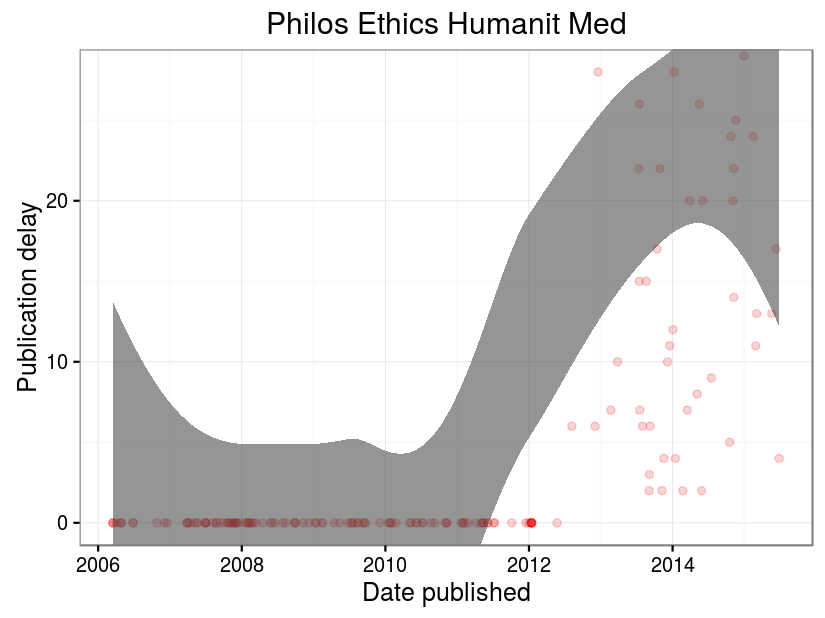 Philos Ethics Humanit Med
Publication delay
20
10
0
2006 2008 2010 2012 2014
Date published